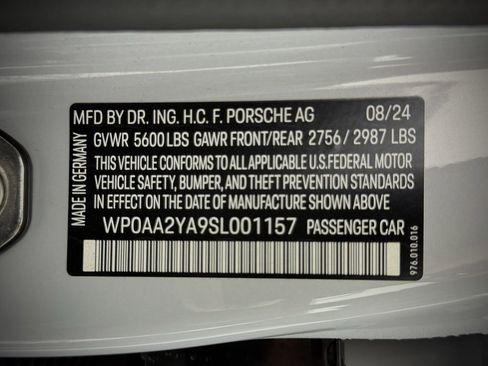 MFD BY DR. ING. H.C. F. PORSCHE AG 08/24
GVWR 5600 LBS GAWR FRONT/REAR 2756 / 2987 LBS
THIS VEHICLE CONFORMS TO ALL APPLICABLE U.S. FEDERAL MOTOR
VEHICLE SAFETY, BUMPER, AND THEFT PREVENTION STANDARDS
IN EFFECT ON THE DATE OF MANUFACTURE SHOWN ABOVE
WP0AA2YA9SL001157 PASSENGER CAR
MADE IN GERMANY
976.010.016